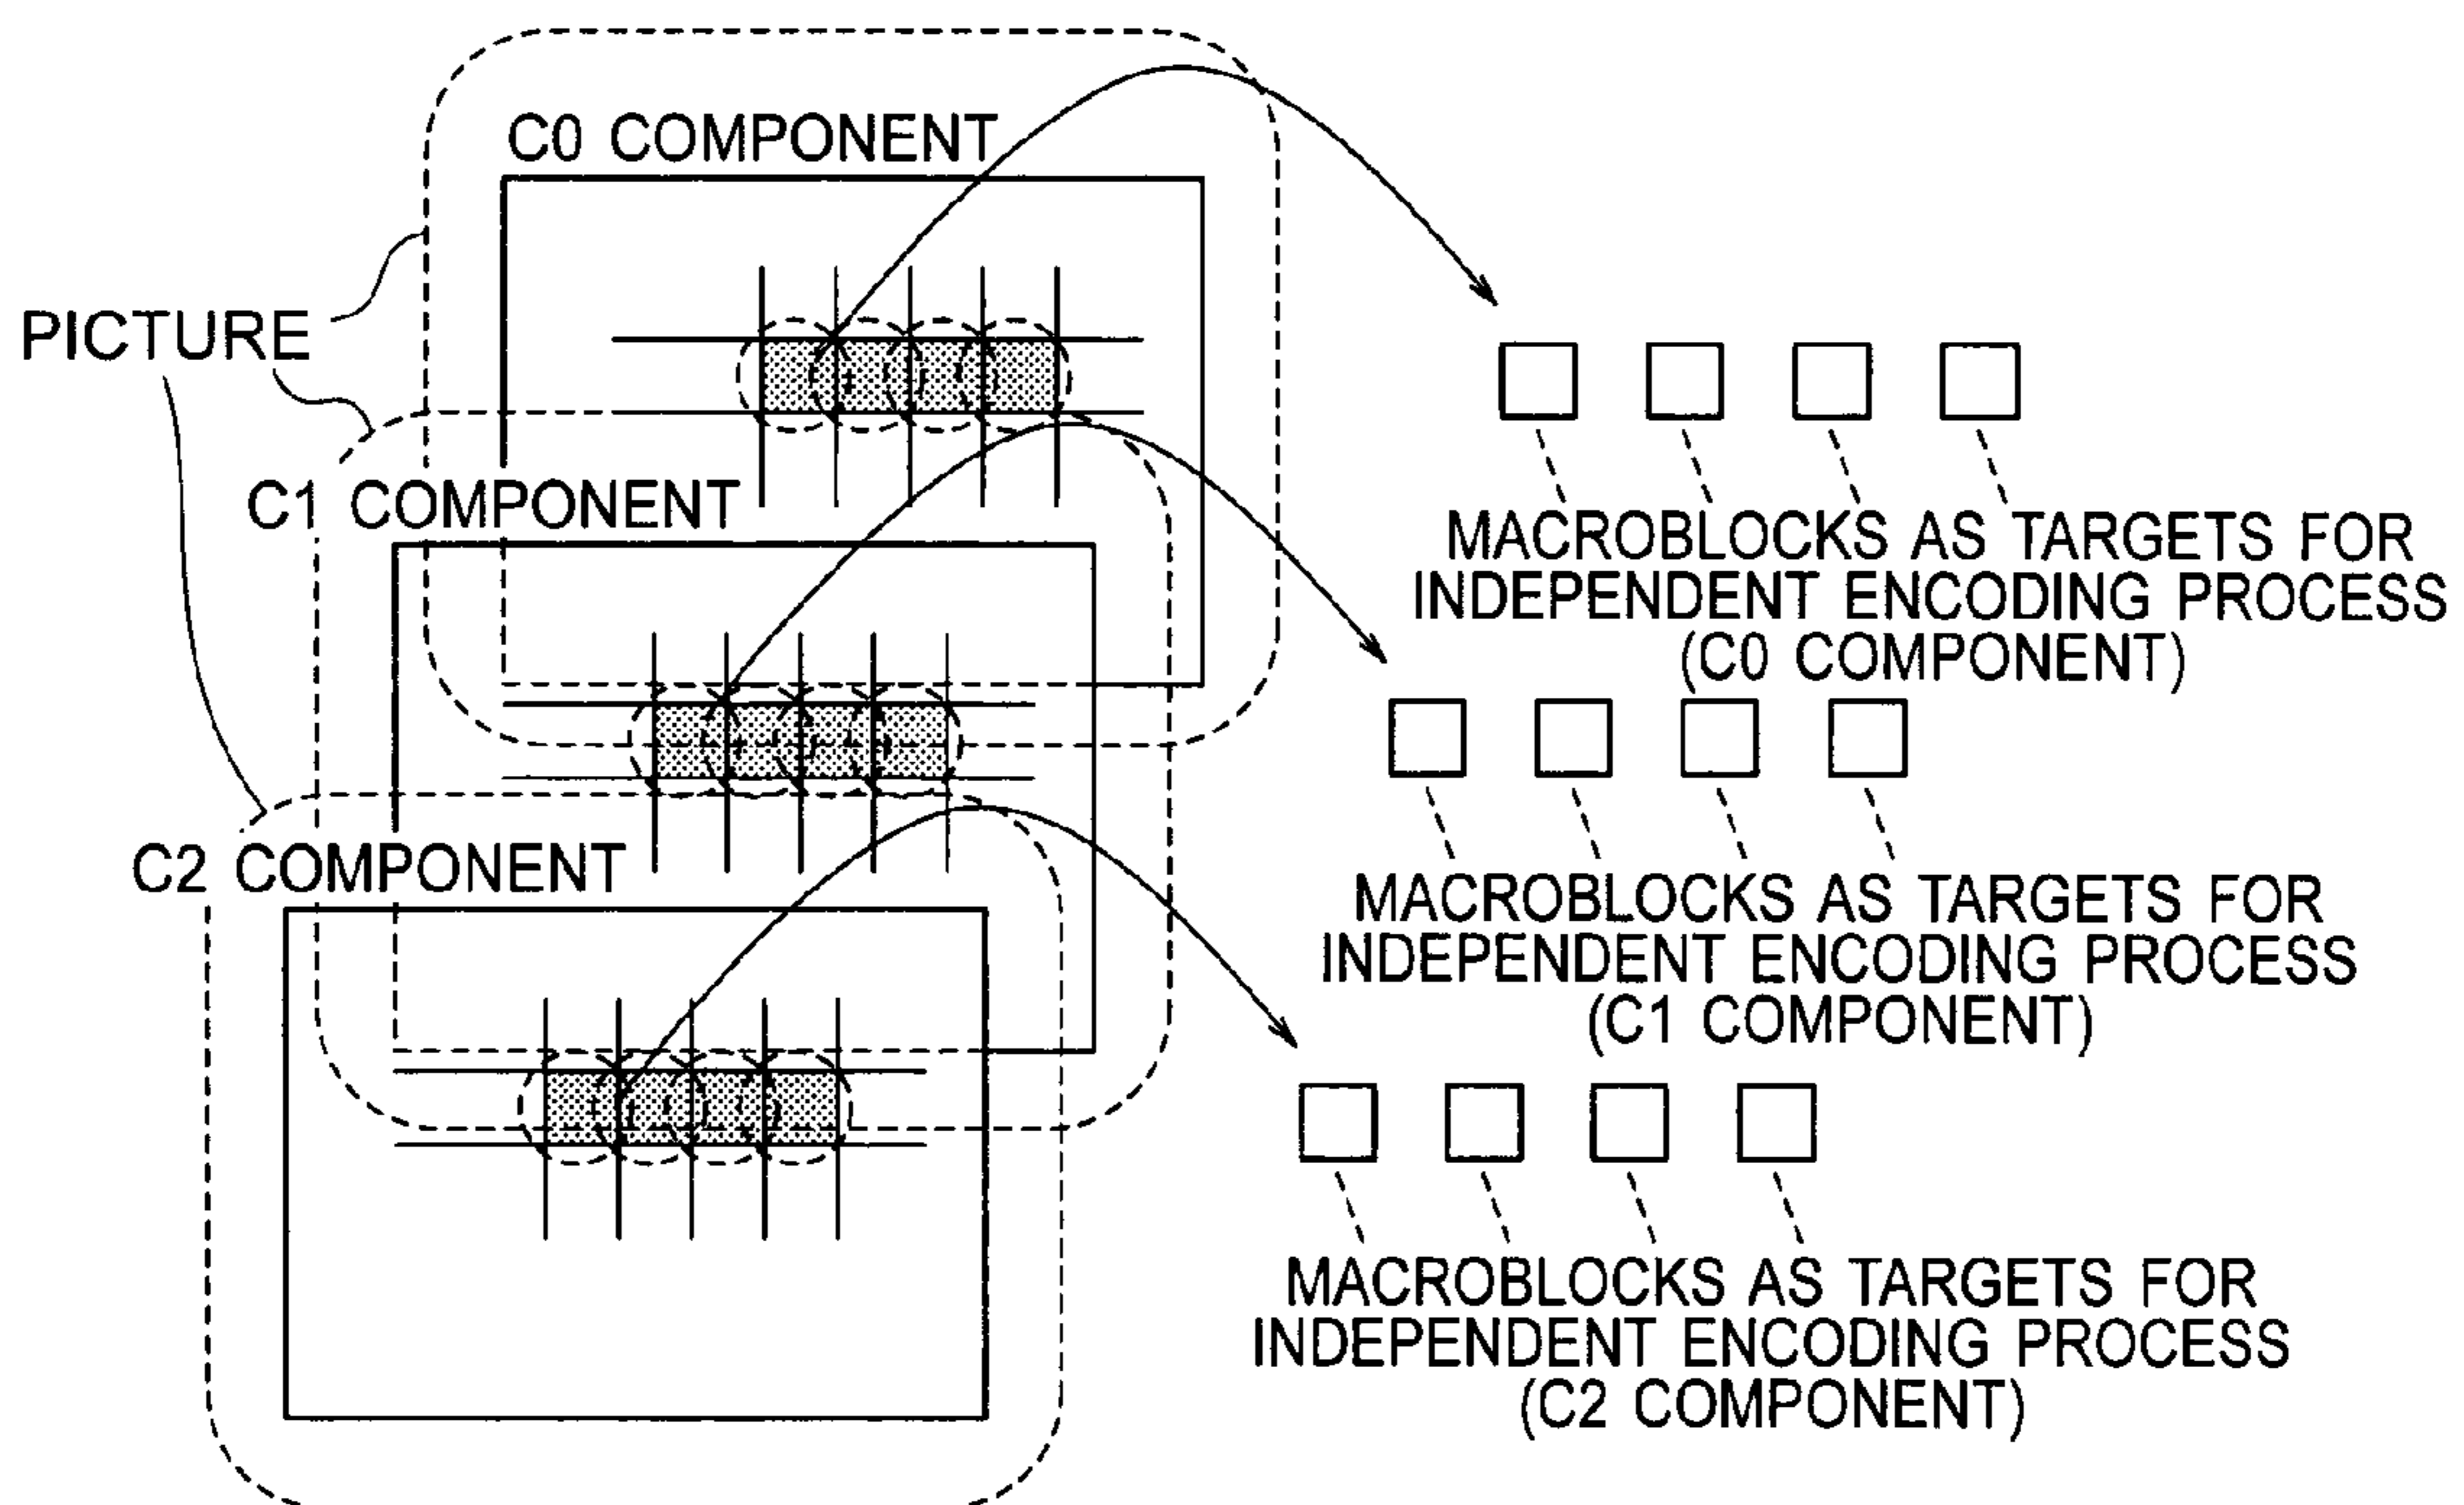 C0 COMPONENT
PICTURE
C1 COMPONENT
C2 COMPONENT
MACROBLOCKS AS TARGETS FOR
INDEPENDENT ENCODING PROCESS
(C0 COMPONENT)
MACROBLOCKS AS TARGETS FOR
INDEPENDENT ENCODING PROCESS
(C1 COMPONENT)
MACROBLOCKS AS TARGETS FOR
INDEPENDENT ENCODING PROCESS
(C2 COMPONENT)